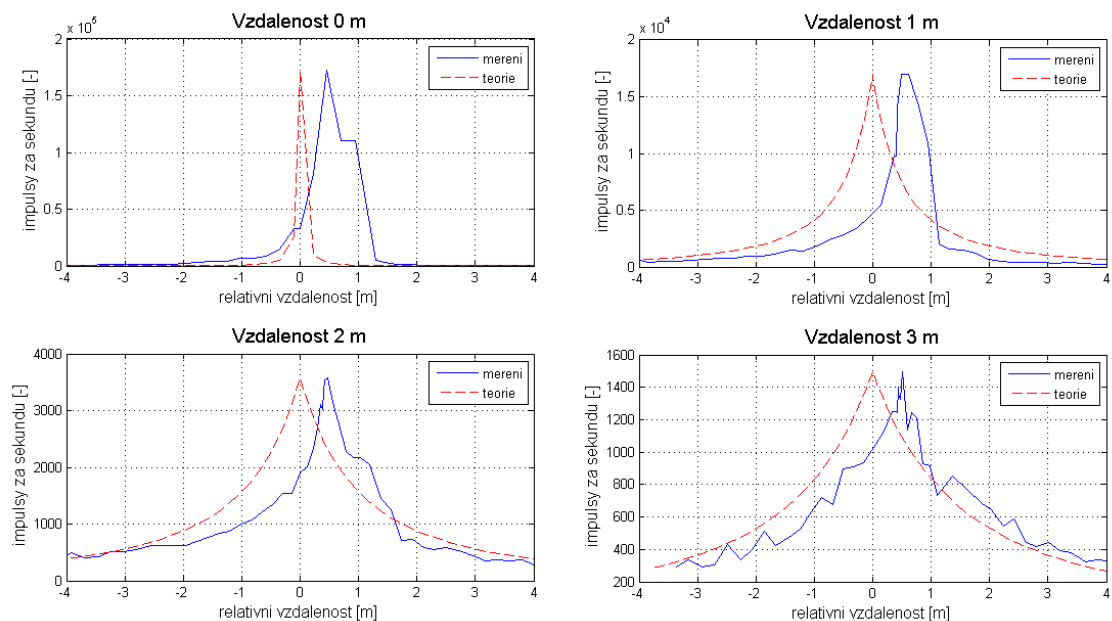 Vzdalenost 0 m
x 10^5
2
1.5
1
0.5
0
-4 -3 -2 -1 0 1 2 3 4
impulsy za sekundu [-]
relativni vzdalenost [m]
mereni
teorie
Vzdalenost 1 m
x 10^4
2
1.5
1
0.5
0
-4 -3 -2 -1 0 1 2 3 4
impulsy za sekundu [-]
relativni vzdalenost [m]
mereni
teorie
Vzdalenost 2 m
4000
3000
2000
1000
0
-4 -3 -2 -1 0 1 2 3 4
impulsy za sekundu [-]
relativni vzdalenost [m]
mereni
teorie
Vzdalenost 3 m
1600
1400
1200
1000
800
600
400
200
-4 -3 -2 -1 0 1 2 3 4
impulsy za sekundu [-]
relativni vzdalenost [m]
mereni
teorie